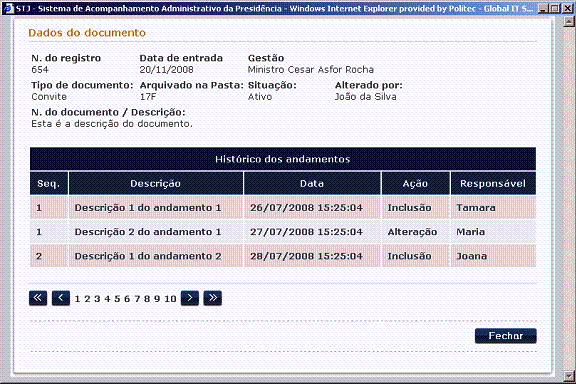 STJ - Sistema de Acompanhamento Administrativo da Presidência - Windows Internet Explorer provided by Politec - Global IT S...
Dados do documento
N. do registro Data de entrada Gestão
654 20/11/2008 Ministro Cesar Asfor Rocha
Tipo de documento: Arquivado na Pasta: Situação: Alterado por:
Convite 17F Ativo João da Silva
N. do documento / Descrição:
Esta é a descrição do documento.
Histórico dos andamentos
Seq. Descrição Data Ação Responsável
1 Descrição 1 do andamento 1 26/07/2008 15:25:04 Inclusão Tamara
1 Descrição 2 do andamento 1 27/07/2008 15:25:04 Alteração Maria
2 Descrição 1 do andamento 2 28/07/2008 15:25:04 Inclusão Joana
« ‹ 1 2 3 4 5 6 7 8 9 10 › »
Fechar